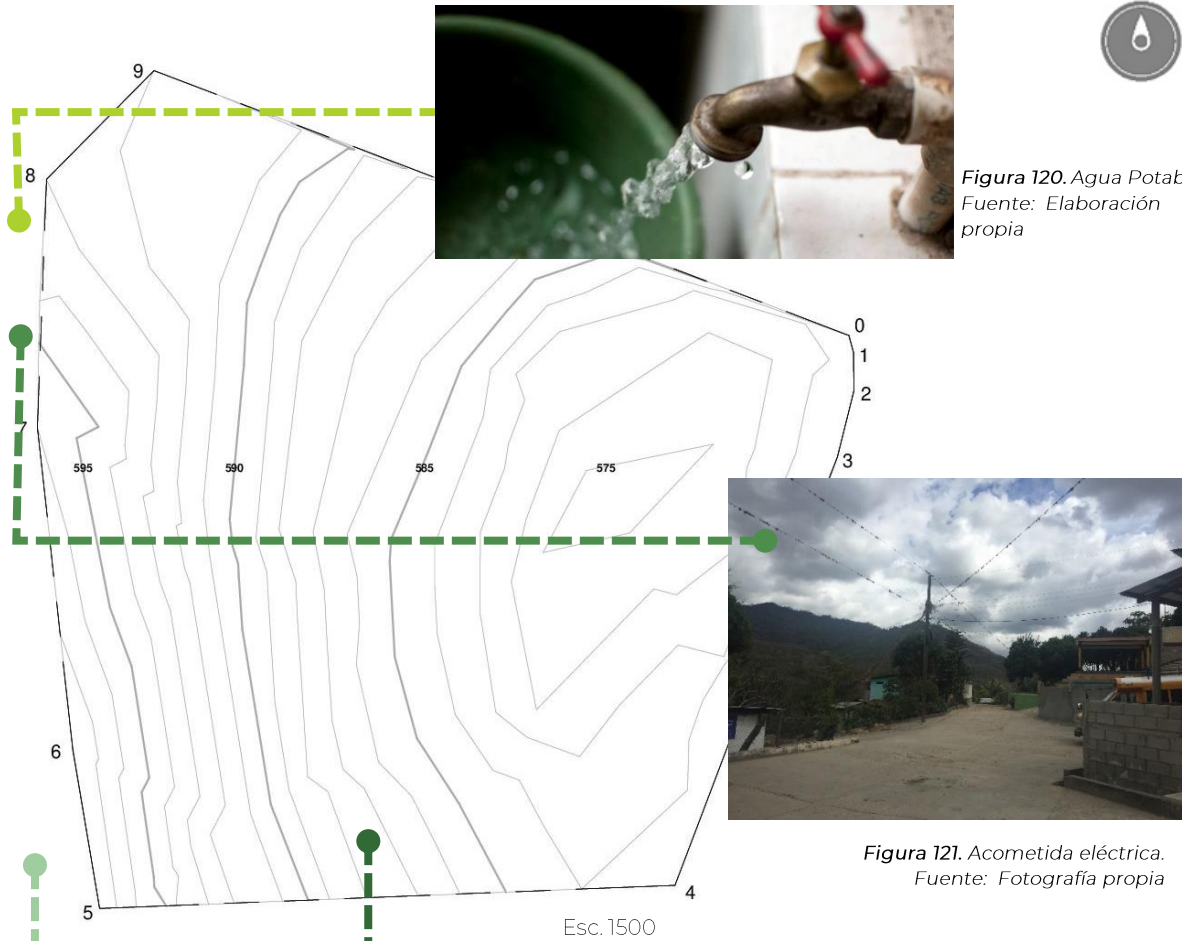 9
8
Figura 120. Agua Potab
Fuente: Elaboración
propia
0
1
2
7
3
595
590
585
575
6
Figura 121. Acometida eléctrica.
Fuente: Fotografía propia
4
5
Esc. 1500